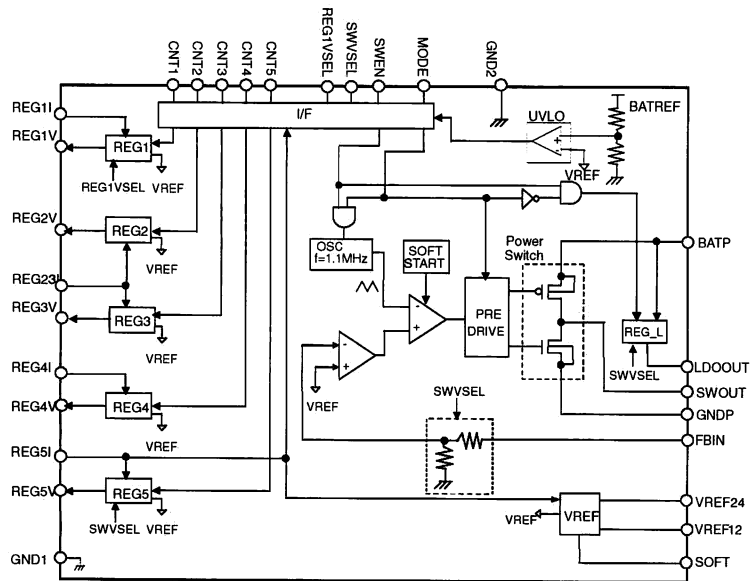 CNT1
CNT2
CNT3
CNT4
CNT5
REG1VSEL
SWVSEL
SWEN
MODE
GND2
REG1I
I/F
UVLO
BATREF
+
-
VREF
REG1V
REG1
REG1VSEL
VREF
REG2V
REG2
VREF
OSC
f=1.1MHz
SOFT
START
Power
Switch
BATP
REG23I
-
+
PRE
DRIVE
REG3V
REG3
VREF
REG_L
SWVSEL
-
+
VREF
REG4I
LDOOUT
SWOUT
REG4V
REG4
VREF
SWVSEL
GNDP
REG5I
FBIN
REG5V
REG5
SWVSEL
VREF
VREF
VREF
VREF24
VREF12
GND1
SOFT